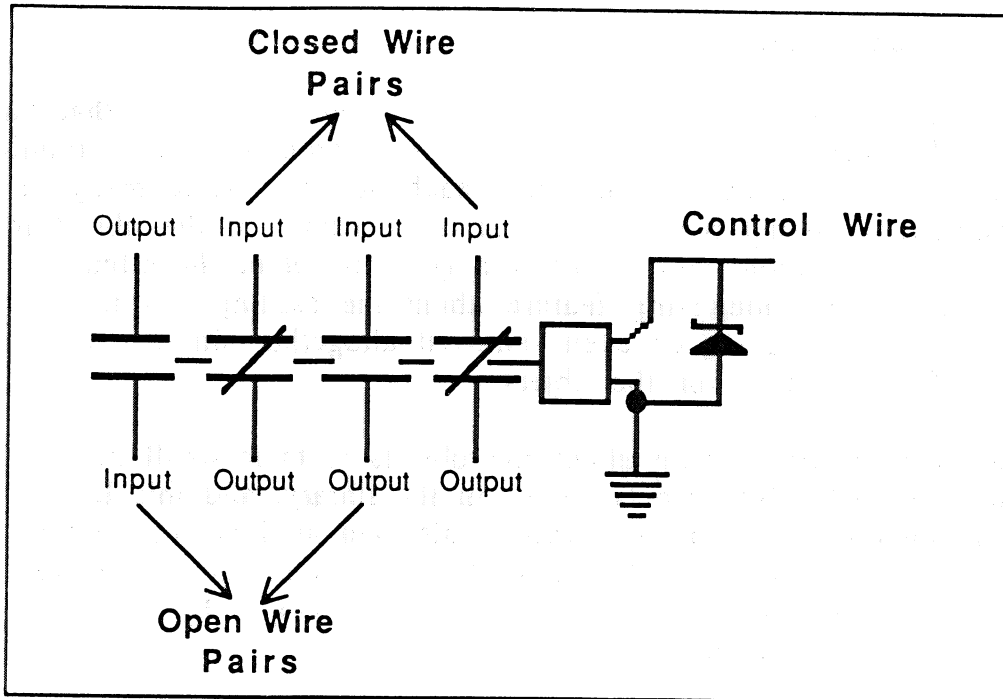 Closed Wire
Pairs
Output Input Input Input
Control Wire
Input Output Output Output
Open Wire
Pairs